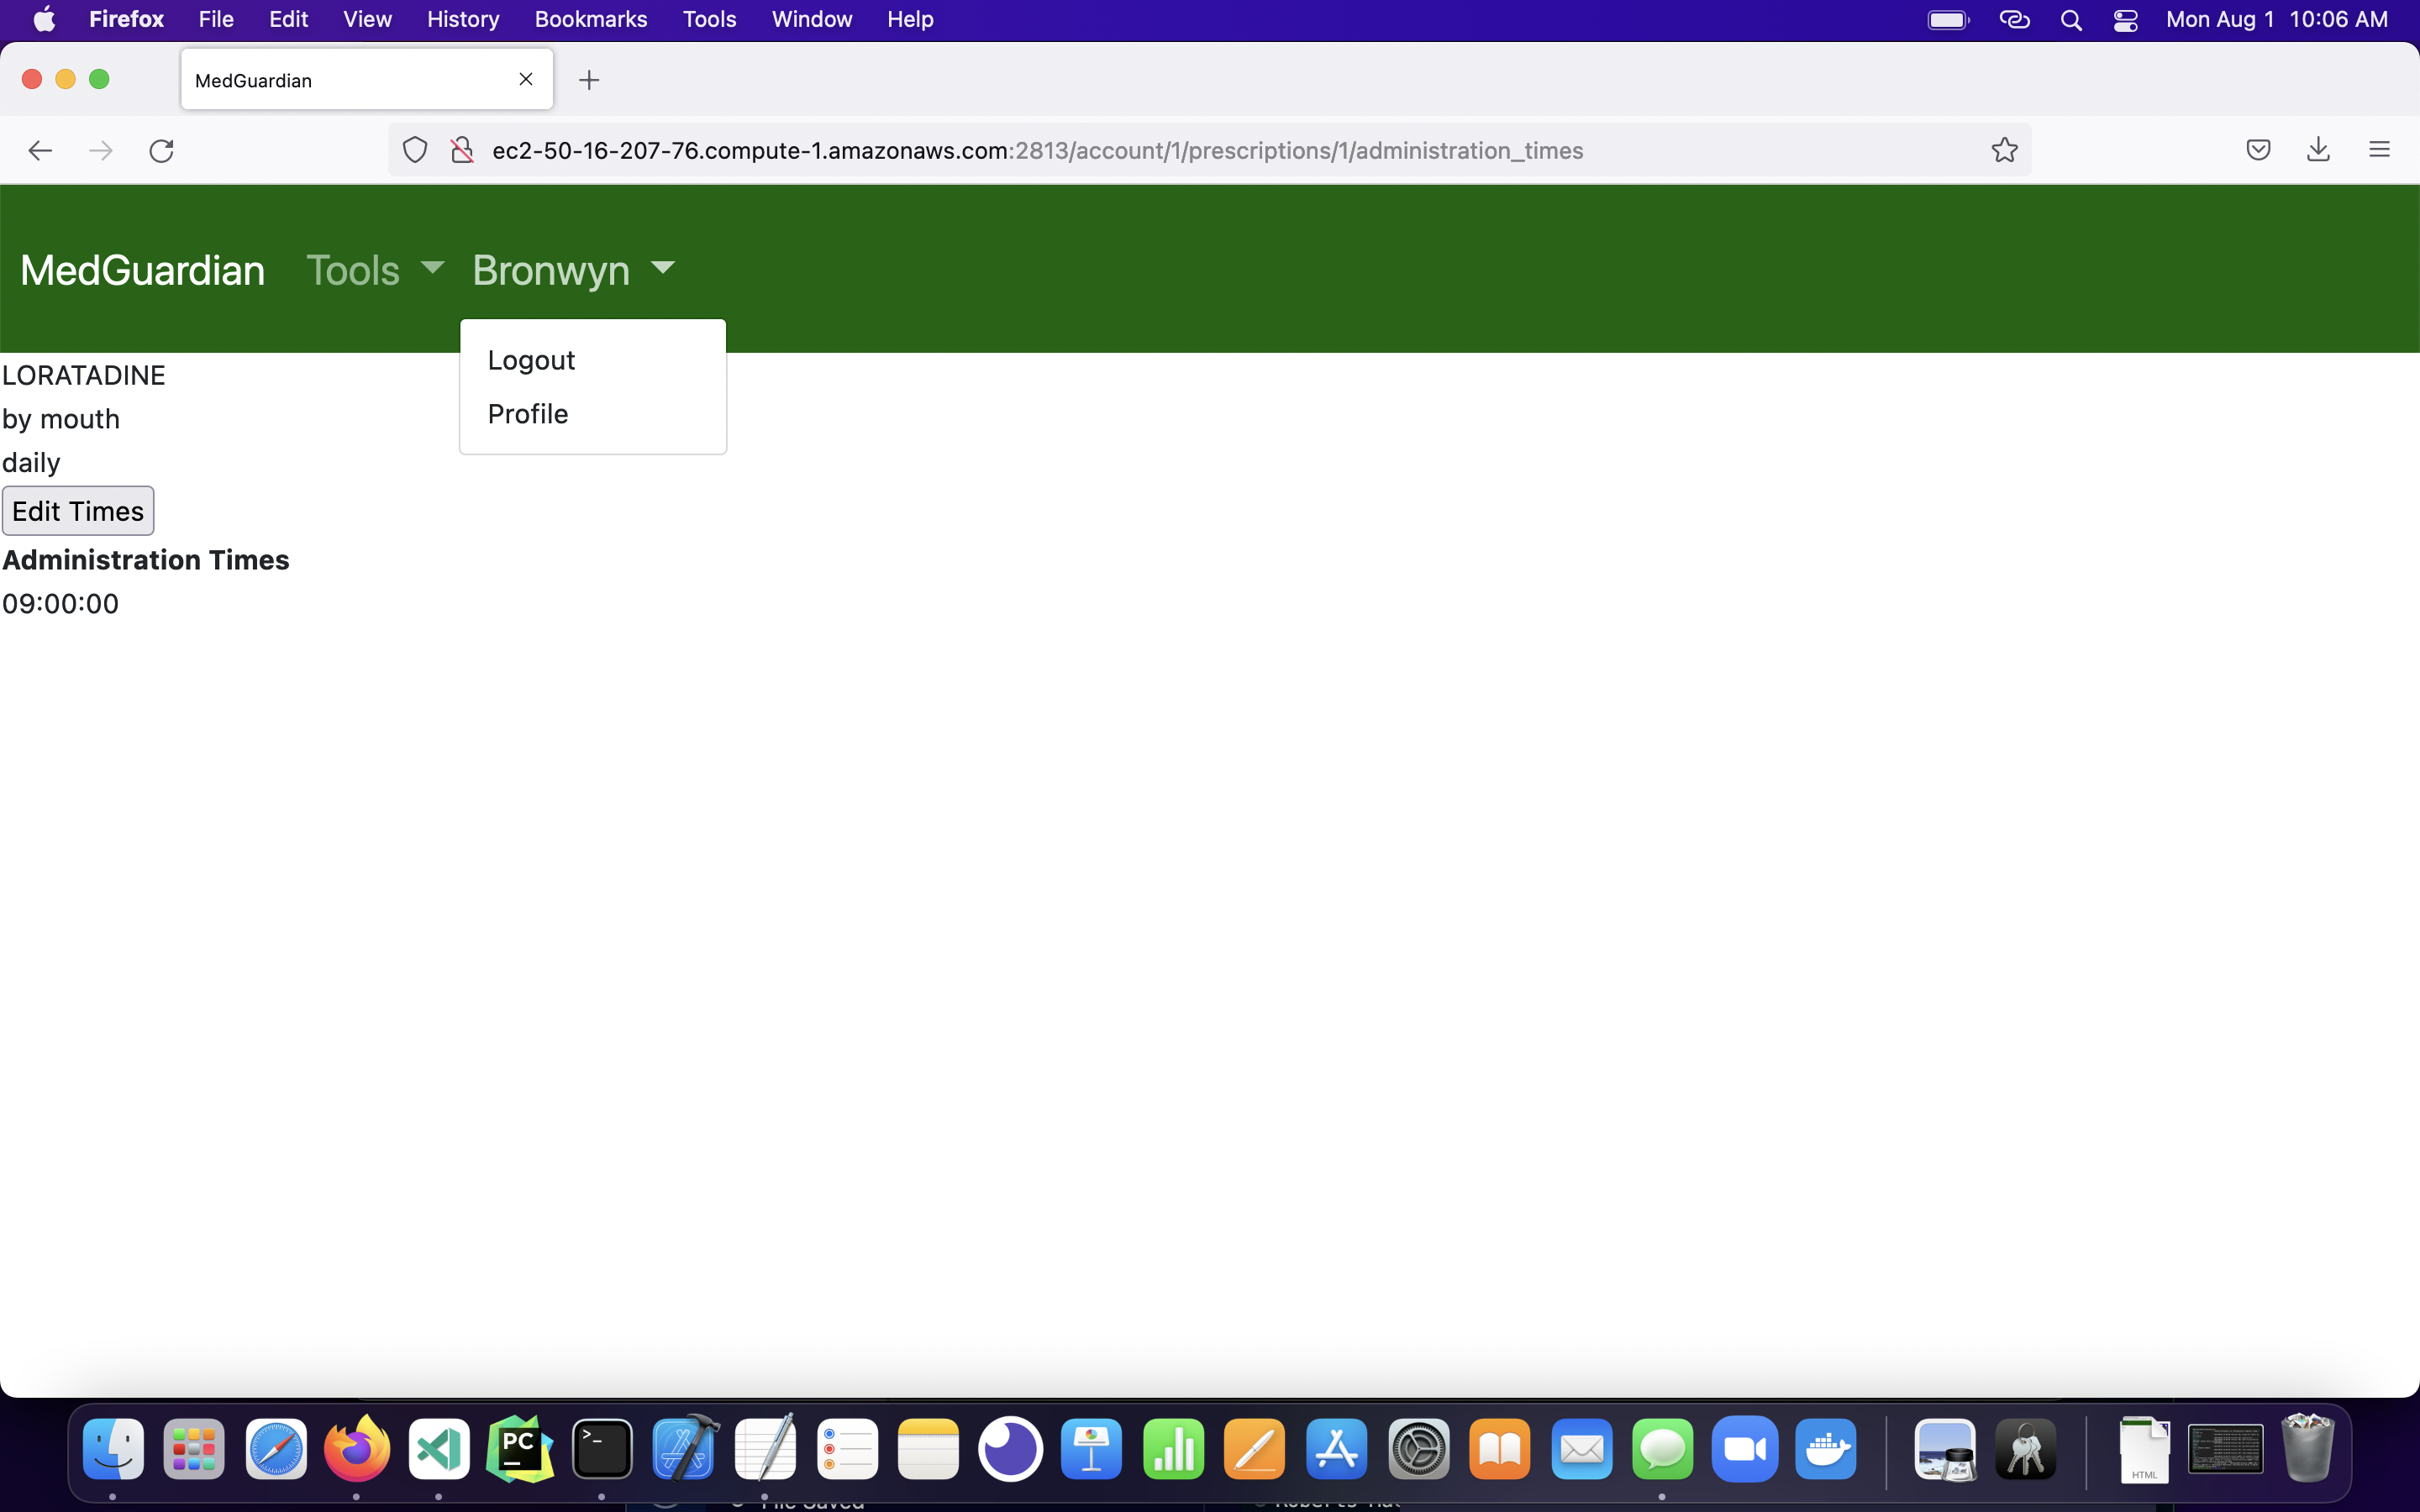 Firefox File Edit View History Bookmarks Tools Window Help Mon Aug 1 10:06 AM
MedGuardian
ec2-50-16-207-76.compute-1.amazonaws.com:2813/account/1/prescriptions/1/administration_times
MedGuardian Tools Bronwyn
Logout
Profile
LORATADINE
by mouth
daily
Edit Times
Administration Times
09:00:00
PC
>_
HTML
File Saved